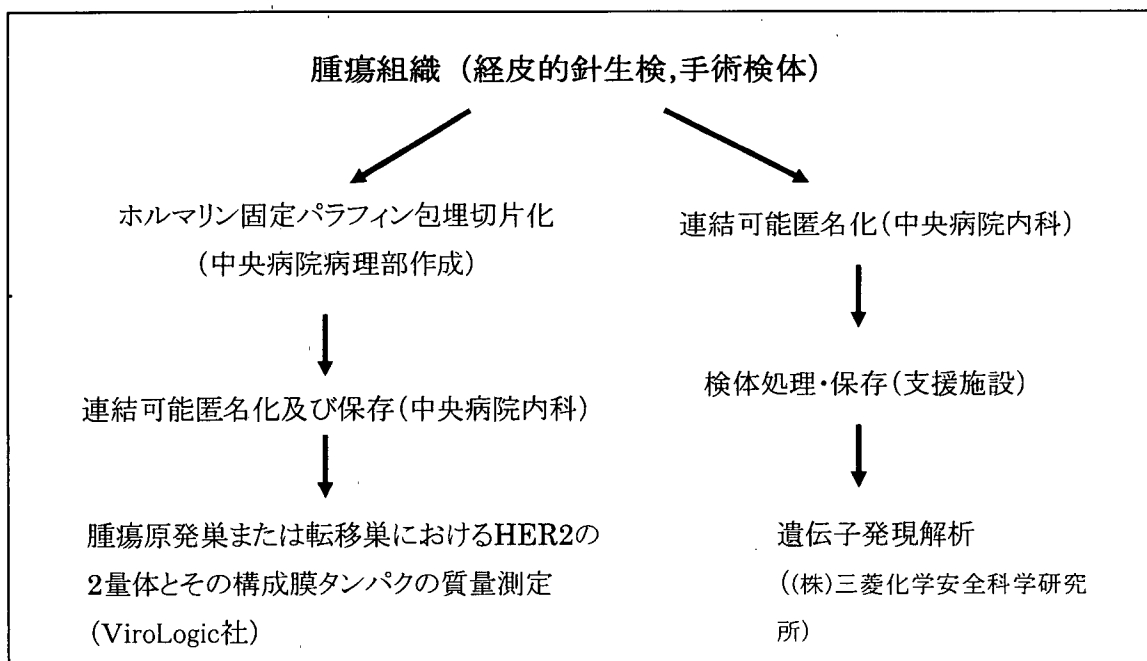 腫瘍組織 (経皮的針生検,手術検体)
ホルマリン固定パラフィン包埋切片化
(中央病院病理部作成)
連結可能匿名化及び保存(中央病院内科)
腫瘍原発巣または転移巣におけるHER2の
2量体とその構成膜タンパクの質量測定
(ViroLogic社)
連結可能匿名化(中央病院内科)
検体処理・保存(支援施設)
遺伝子発現解析
((株)三菱化学安全科学研究
所)